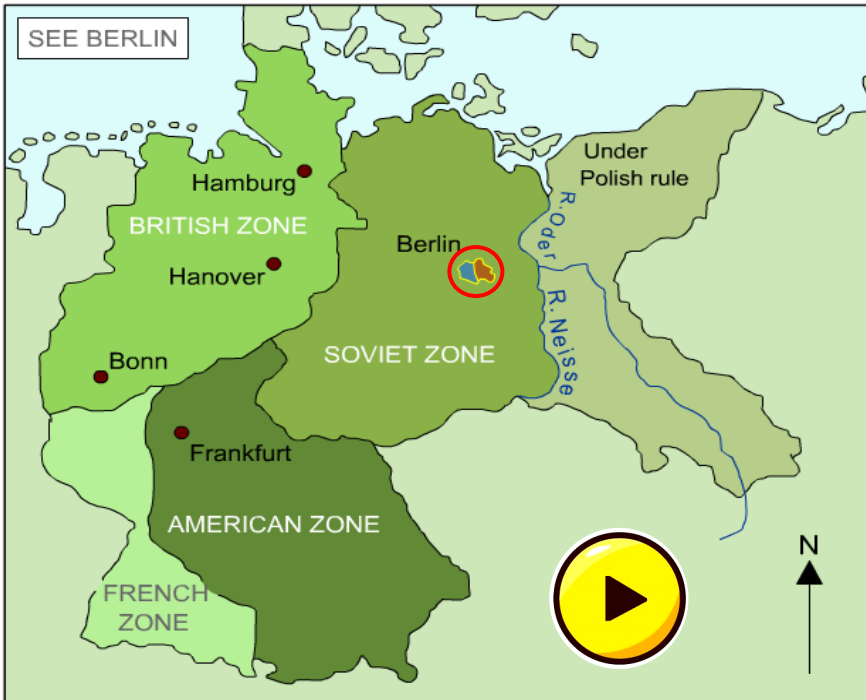 SEE BERLIN
Under
Polish rule
Hamburg
BRITISH ZONE
R. Oder
Berlin
Hanover
R. Neisse
SOVIET ZONE
Bonn
Frankfurt
AMERICAN ZONE
N
FRENCH
ZONE